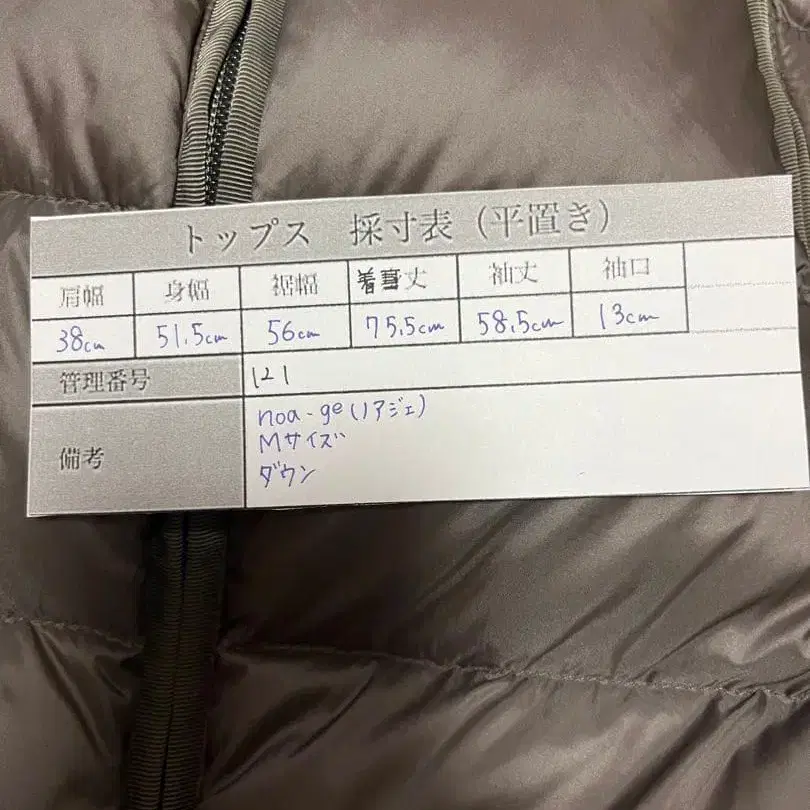 トップス 採寸表（平置き）
肩幅 身幅 裾幅 着丈 袖丈 袖口
38cm 51.5cm 56cm 75.5cm 58.5cm 13cm
管理番号 121
備考 noa-ge(ノアジェ)
Mサイズ
ダウン